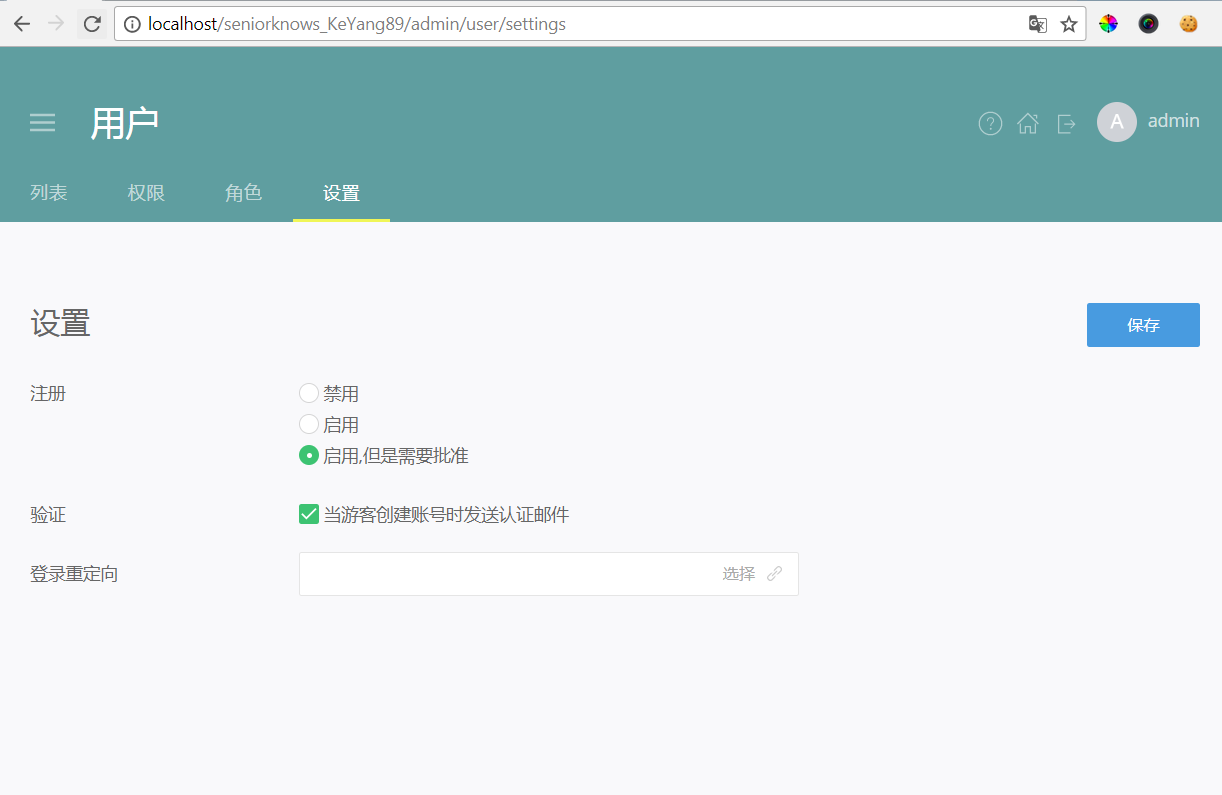 localhost/seniorknows_KeYang89/admin/user/settings
用户
A admin
列表 权限 角色 设置
设置
保存
注册
禁用
启用
启用,但是需要批准
验证
当游客创建账号时发送认证邮件
登录重定向
选择